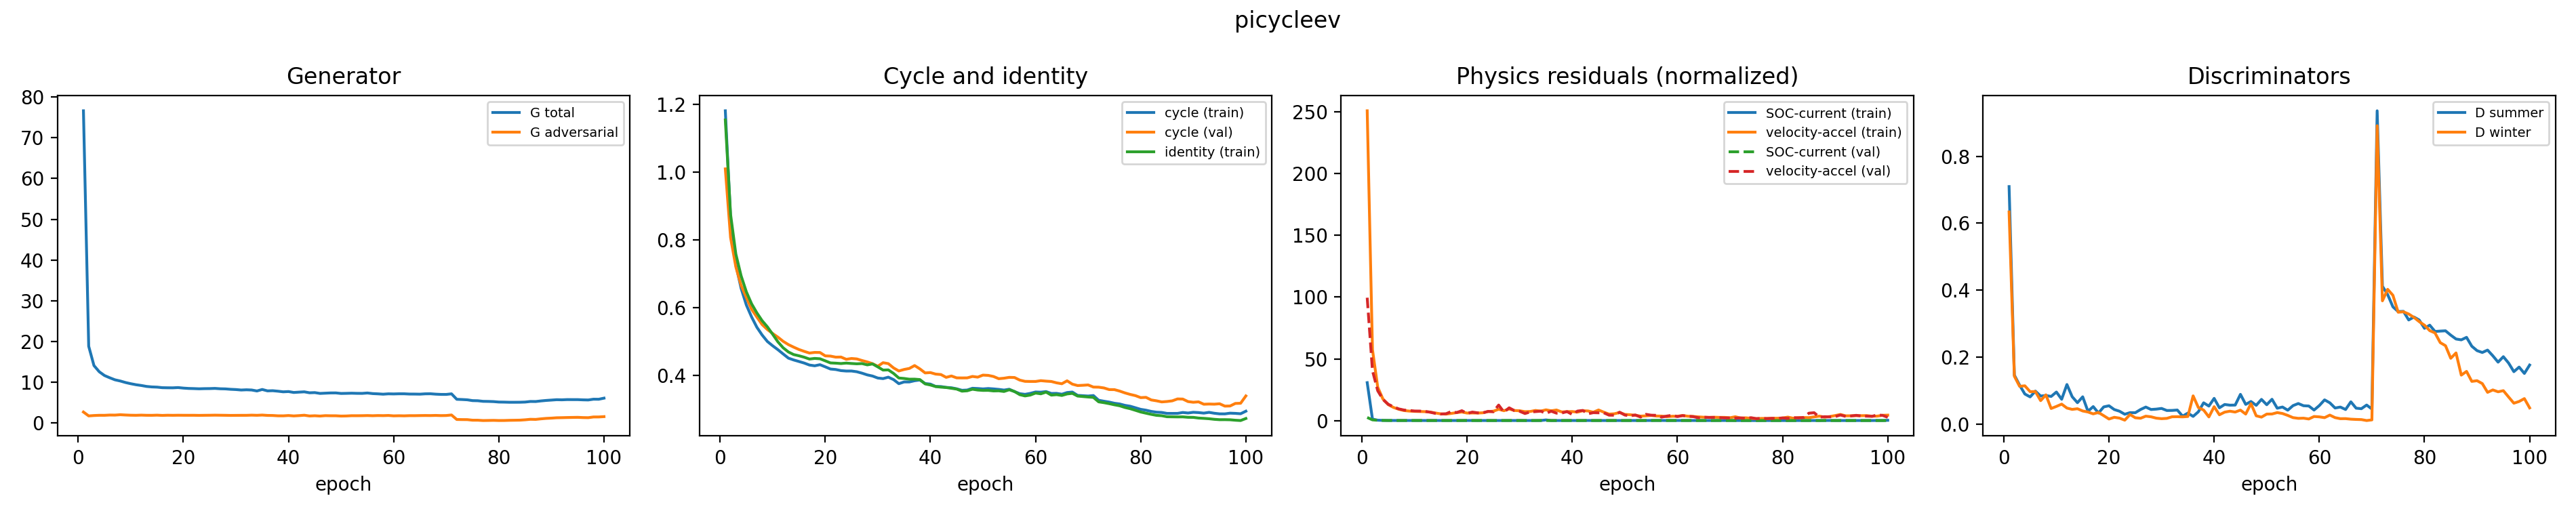 picycleev
Generator
80
70
60
50
40
30
20
10
0
G total
G adversarial
0 20 40 60 80 100
epoch
Cycle and identity
1.2
1.0
0.8
0.6
0.4
cycle (train)
cycle (val)
identity (train)
0 20 40 60 80 100
epoch
Physics residuals (normalized)
250
200
150
100
50
0
SOC-current (train)
velocity-accel (train)
SOC-current (val)
velocity-accel (val)
0 20 40 60 80 100
epoch
Discriminators
0.8
0.6
0.4
0.2
0.0
D summer
D winter
0 20 40 60 80 100
epoch